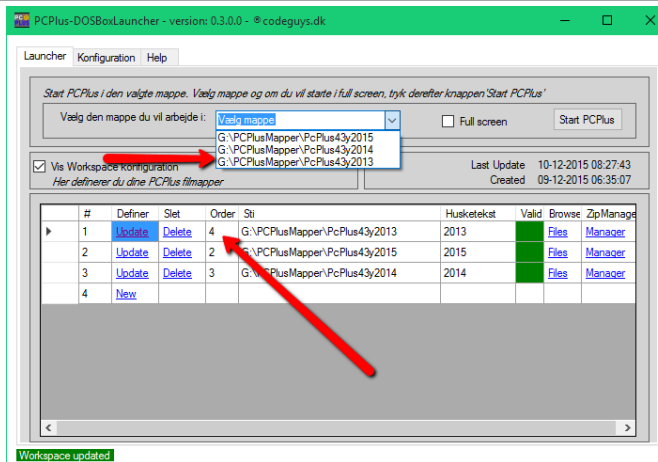 PCPlus-DOSBoxLauncher - version: 0.3.0.0 - ®codeguys.dk
Launcher Konfiguration Help
Start PCPlus i den valgte mappe. Vælg mappe og om du vil starte i full screen, tryk derefter knappen 'Start PCPlus'
Vælg den mappe du vil arbejde i: Vælg mappe Full screen Start PCPlus
G:\PCPlusMapper\PcPlus43y2015
G:\PCPlusMapper\PcPlus43y2014
G:\PCPlusMapper\PcPlus43y2013
Vis Workspace konfiguration Last Update 10-12-2015 08:27:43
Her definerer du dine PCPlus filmapper Created 09-12-2015 06:35:07
# Definer Slet Order Sti Husketekst Valid Browse ZipManage
1 Update Delete 4 G:\PCPlusMapper\PcPlus43y2013 2013 Files Manager
2 Update Delete 2 G:\PCPlusMapper\PcPlus43y2015 2015 Files Manager
3 Update Delete 3 G:\PCPlusMapper\PcPlus43y2014 2014 Files Manager
4 New
Workspace updated